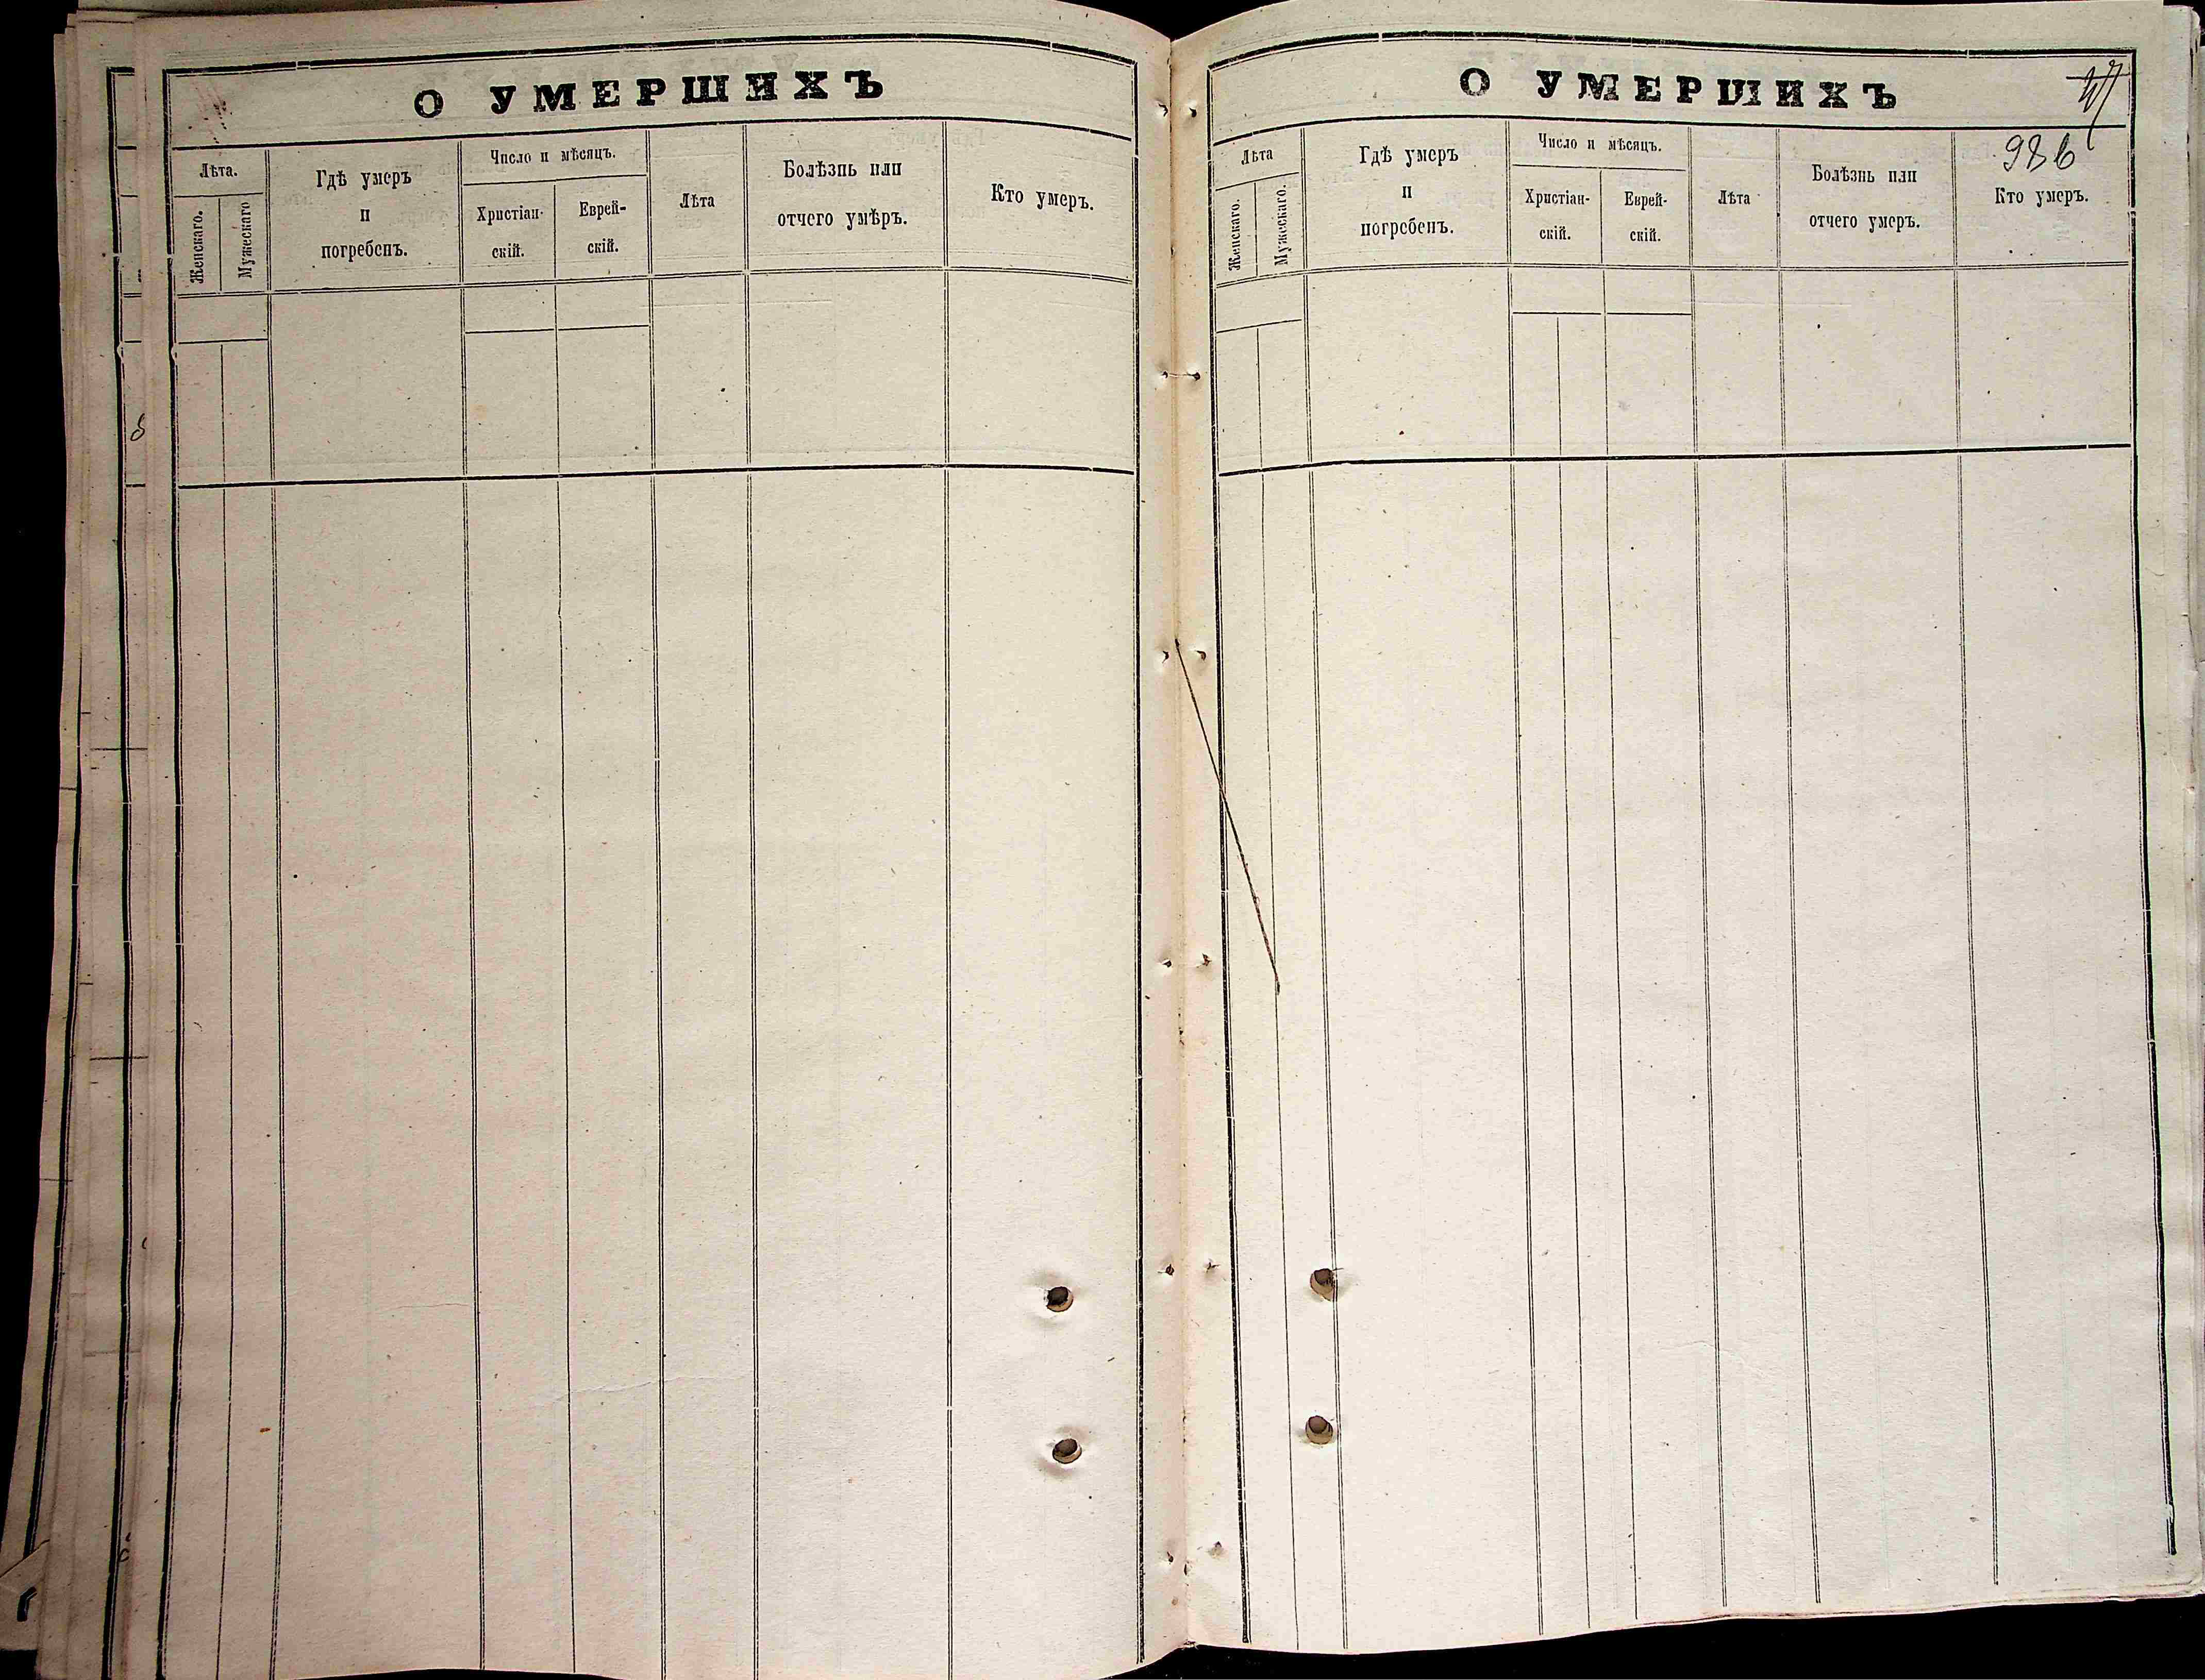 О УМЕРШИХЪ
Лѣта.
Женскаго.
Мужескаго
Гдѣ умеръ
и
погребенъ.
Число и мѣсяцъ.
Христіан-
скій.
Еврей-
скій.
Лѣта
Болѣзнь или
отчего умѣръ.
Кто умеръ.
О УМЕРШИХЪ
986
Лѣта
Женскаго.
Мужескаго.
Гдѣ умеръ
и
погребенъ.
Число и мѣсяцъ.
Христіан-
скій.
Еврей-
скій.
Лѣта
Болѣзнь или
отчего умеръ.
Кто умеръ.